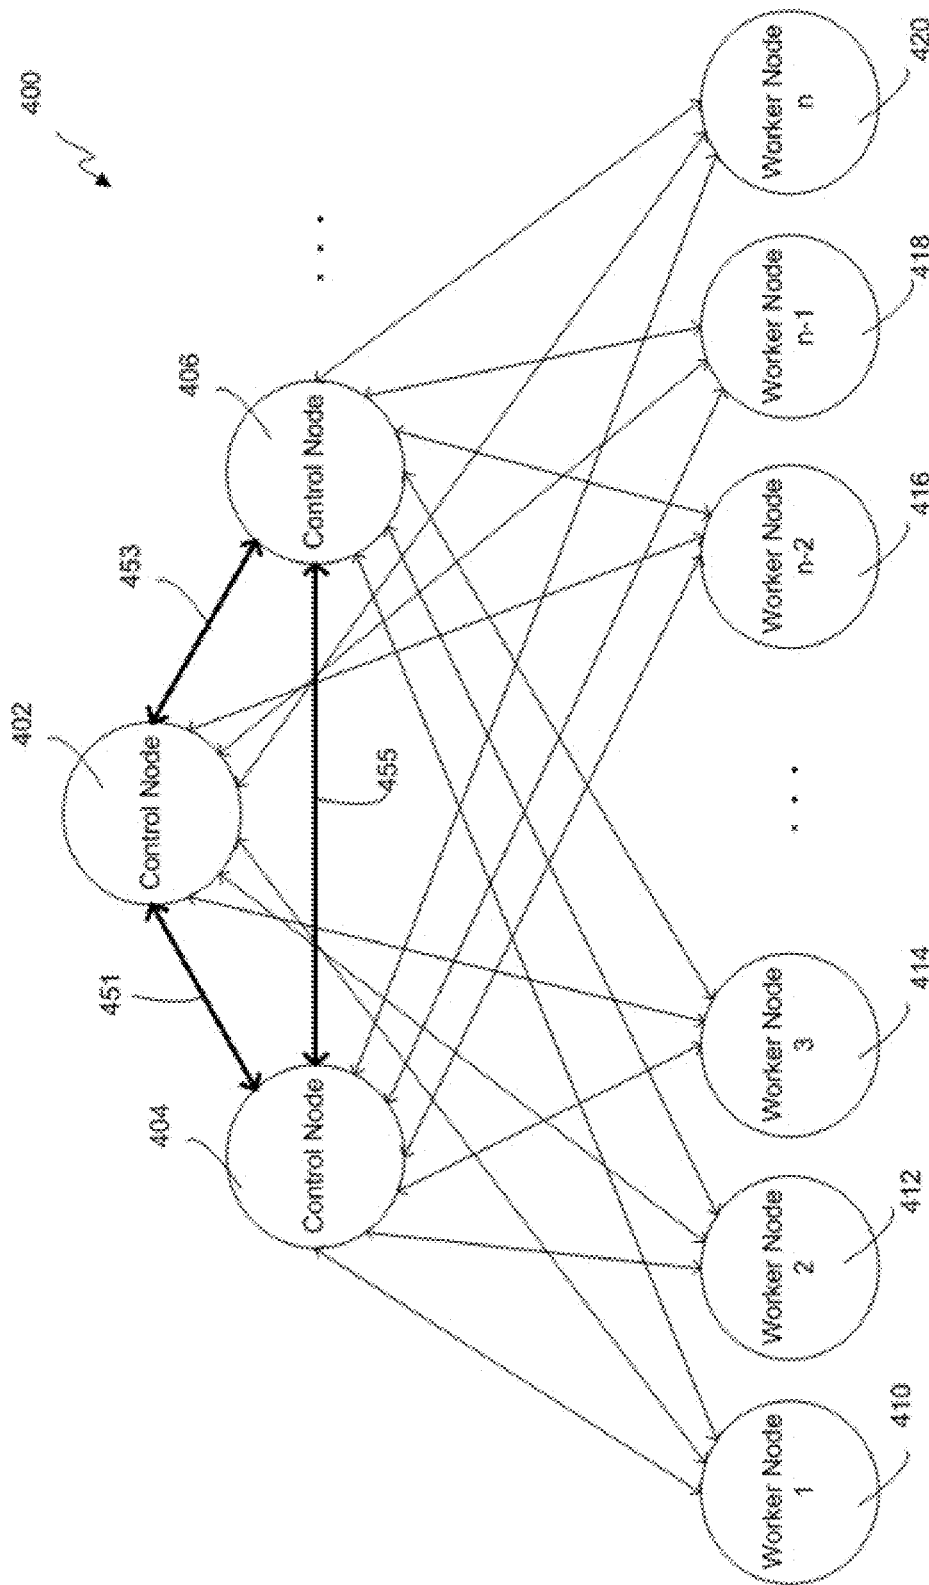 400
402
Control Node
451
453
404
Control Node
406
Control Node
455
Worker Node
1
410
Worker Node
2
412
Worker Node
3
414
Worker Node
n-2
416
Worker Node
n-1
418
Worker Node
n
420